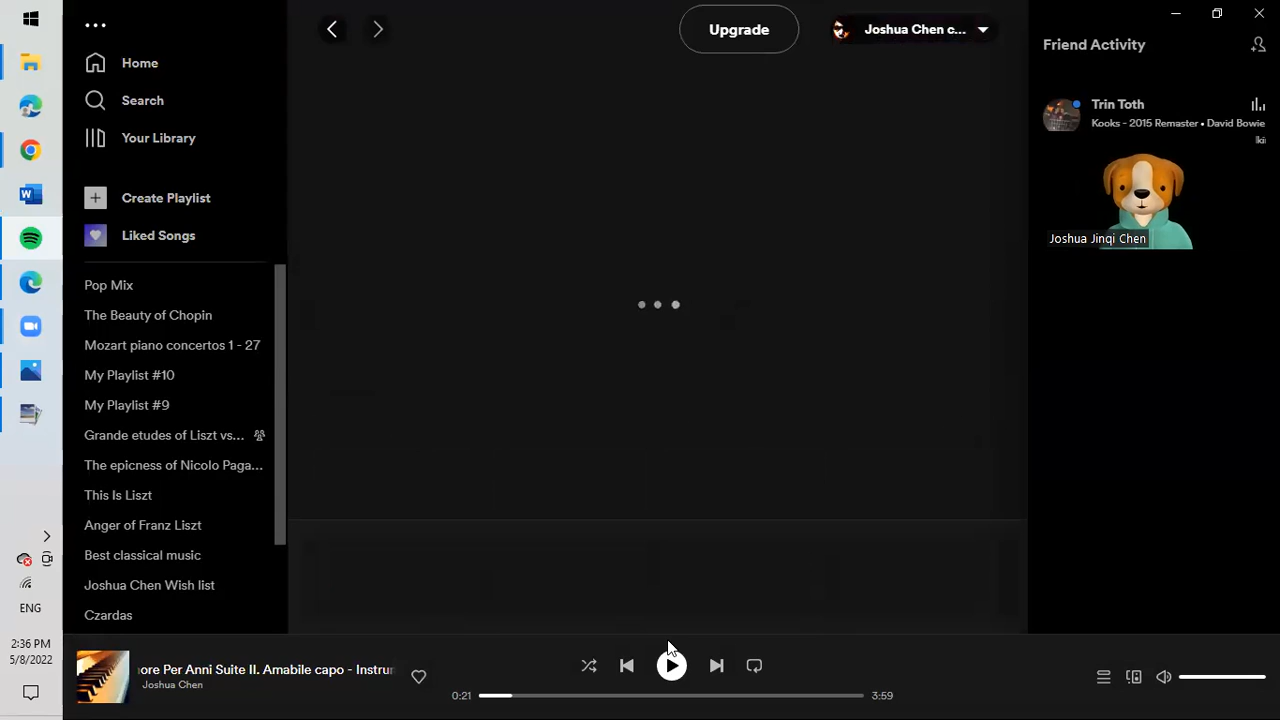 Home
Search
Your Library
Create Playlist
Liked Songs
Pop Mix
The Beauty of Chopin
Mozart piano concertos 1 - 27
My Playlist #10
My Playlist #9
Grande etudes of Liszt vs...
The epicness of Nicolo Paga...
This Is Liszt
Anger of Franz Liszt
Best classical music
Joshua Chen Wish list
Czardas
Upgrade
Joshua Chen c...
Friend Activity
Trin Toth
Kooks - 2015 Remaster • David Bowie
Joshua Jinqi Chen
ENG
2:36 PM
5/8/2022
ore Per Anni Suite II. Amabile capo - Instrum
Joshua Chen
0:21
3:59